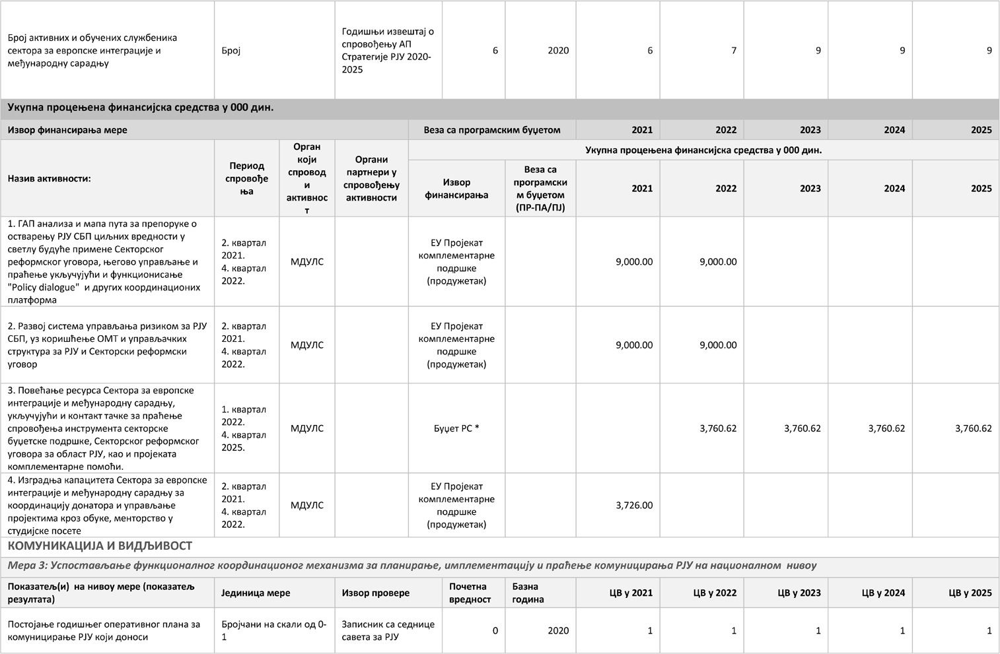 Број активних и обучених службеника
сектора за европске интеграције и
међународну сарадњу
Број
Годишњи извештај о
спровођењу АП
Стратегије РЈУ 2020-
2025
6
2020
6
7
9
9
9
Укупна процењена финансијска средства у 000 дин.
Извор финансирања мере
Веза са програмским буџетом
2021
2022
2023
2024
2025
Назив активности:
Период
спровође
ња
Орган
који
спровод
и
активнос
т
Органи
партнери у
спровођењу
активности
Укупна процењена финансијска средства у 000 дин.
Извор
финансирања
Веза са
програмски
м буџетом
(ПР-ПА/ПЈ)
2021
2022
2023
2024
2025
1. ГАП анализа и мапа пута за препоруке о
остварењу РЈУ СБП циљних вредности у
светлу будуће примене Секторског
реформског уговора, његово управљање и
праћење укључујући и функционисање
"Policy dialogue"  и других координационих
платформа
2. квартал
2021.
4. квартал
2022.
МДУЛС
ЕУ Пројекат
комплементарне
подршке
(продужетак)
9,000.00
9,000.00
2. Развој система управљања ризиком за РЈУ
СБП, уз коришћење ОМТ и управљачких
структура за РЈУ и Секторски реформски
уговор
2. квартал
2021.
4. квартал
2022.
МДУЛС
ЕУ Пројекат
комплементарне
подршке
(продужетак)
9,000.00
9,000.00
3. Повећање ресурса Сектора за европске
интеграције и међународну сарадњу,
укључујући и контакт тачке за праћење
спровођења инструмента секторске
буџетске подршке, Секторског реформског
уговора за област РЈУ, као и пројеката
комплементарне помоћи.
1. квартал
2022.
4. квартал
2025.
МДУЛС
Буџет РС *
3,760.62
3,760.62
3,760.62
3,760.62
4. Изградња капацитета Сектора за европске
интеграције и међународну сарадњу за
координацију донатора и управљање
пројектима кроз обуке, менторство у
студијске посете
2. квартал
2021.
4. квартал
2022.
МДУЛС
ЕУ Пројекат
комплементарне
подршке
(продужетак)
3,726.00
КОМУНИКАЦИЈА И ВИДЉИВОСТ
Мера 3: Успостављање функционалног координационог механизма за планирање, имплементацију и праћење комуницирања РЈУ на националном  нивоу
Показатељ(и)  на нивоу мере (показатељ
резултата)
Јединица мере
Извор провере
Почетна
вредност
Базна
година
ЦВ у 2021
ЦВ у 2022
ЦВ у 2023
ЦВ у 2024
ЦВ у 2025
Постојање годишњег оперативног плана за
комуницирање РЈУ који доноси
Бројчани на скали од 0-
1
Записник са седнице
савета за РЈУ
0
2020
1
1
1
1
1